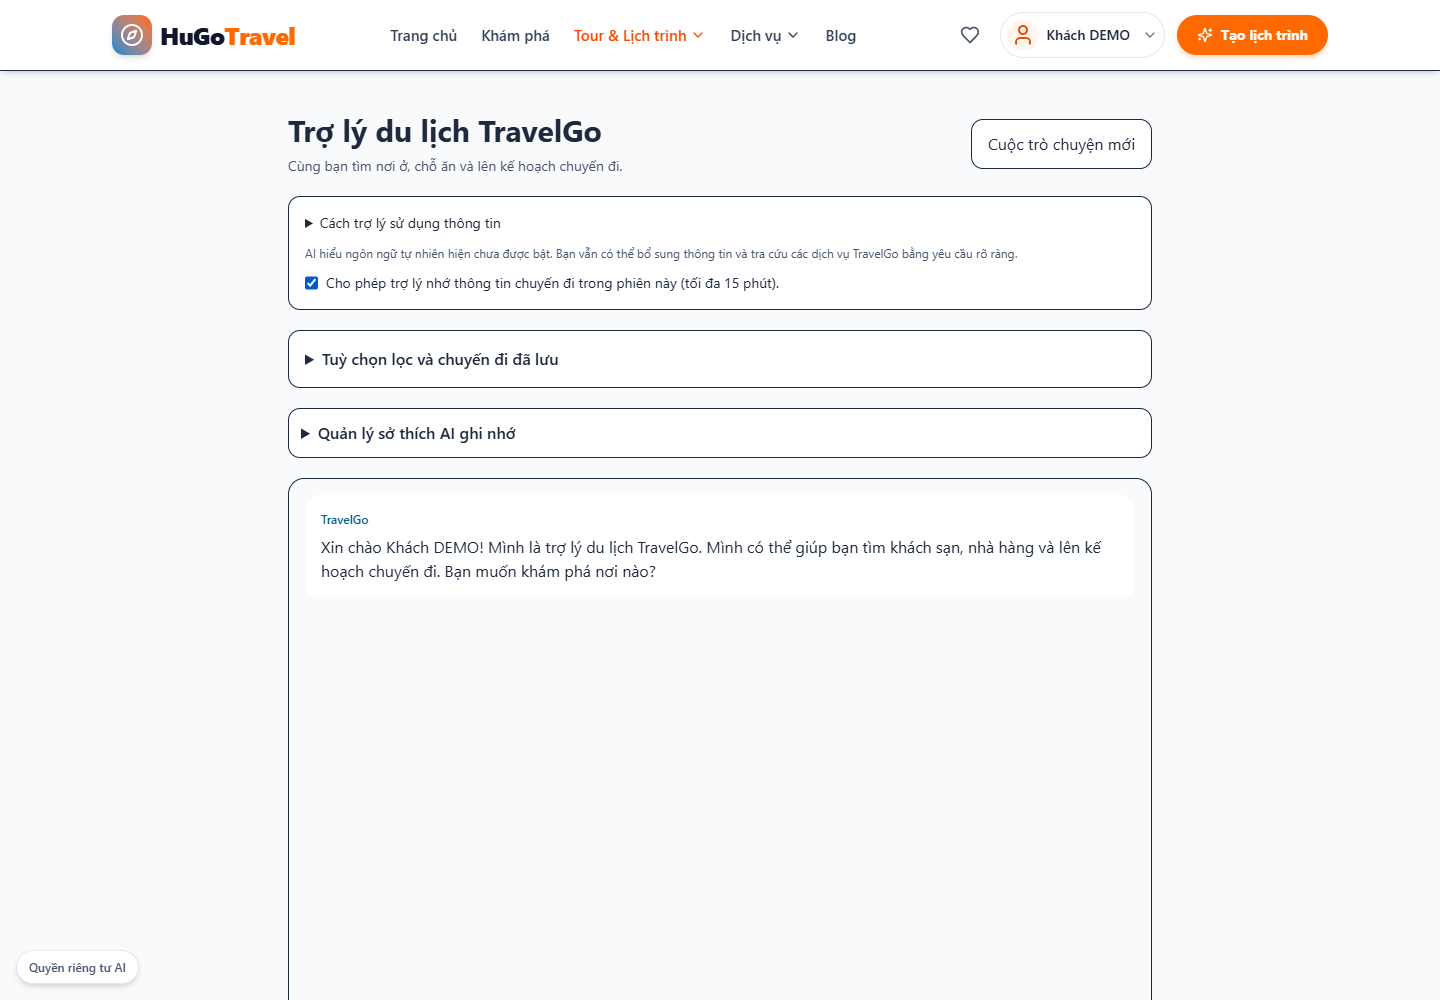 HuGoTravel
Trang chủ
Khám phá
Tour & Lịch trình
Dịch vụ
Blog
Khách DEMO
Tạo lịch trình
Trợ lý du lịch TravelGo
Cùng bạn tìm nơi ở, chỗ ăn và lên kế hoạch chuyến đi.
Cuộc trò chuyện mới
Cách trợ lý sử dụng thông tin
AI hiểu ngôn ngữ tự nhiên hiện chưa được bật. Bạn vẫn có thể bổ sung thông tin và tra cứu các dịch vụ TravelGo bằng yêu cầu rõ ràng.
Cho phép trợ lý nhớ thông tin chuyến đi trong phiên này (tối đa 15 phút).
Tuỳ chọn lọc và chuyến đi đã lưu
Quản lý sở thích AI ghi nhớ
TravelGo
Xin chào Khách DEMO! Mình là trợ lý du lịch TravelGo. Mình có thể giúp bạn tìm khách sạn, nhà hàng và lên kế
hoạch chuyến đi. Bạn muốn khám phá nơi nào?
Quyền riêng tư AI